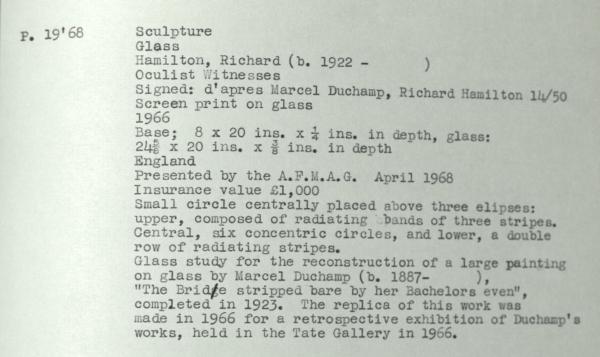 P. 19'68 Sculpture
Glass
Hamilton, Richard (b. 1922 - )
Oculist Witnesses
Signed: d'apres Marcel Duchamp, Richard Hamilton 14/50
Screen print on glass
1966
Base; 8 x 20 ins. x ¼ ins. in depth, glass:
24⅝ x 20 ins. x ⅜ ins. in depth
England
Presented by the A.F.M.A.G. April 1968
Insurance value £1,000
Small circle centrally placed above three elipses:
upper, composed of radiating bands of three stripes.
Central, six concentric circles, and lower, a double
row of radiating stripes.
Glass study for the reconstruction of a large painting
on glass by Marcel Duchamp (b. 1887- ),
"The Bride stripped bare by her Bachelors even",
completed in 1923. The replica of this work was
made in 1966 for a retrospective exhibition of Duchamp's
works, held in the Tate Gallery in 1966.